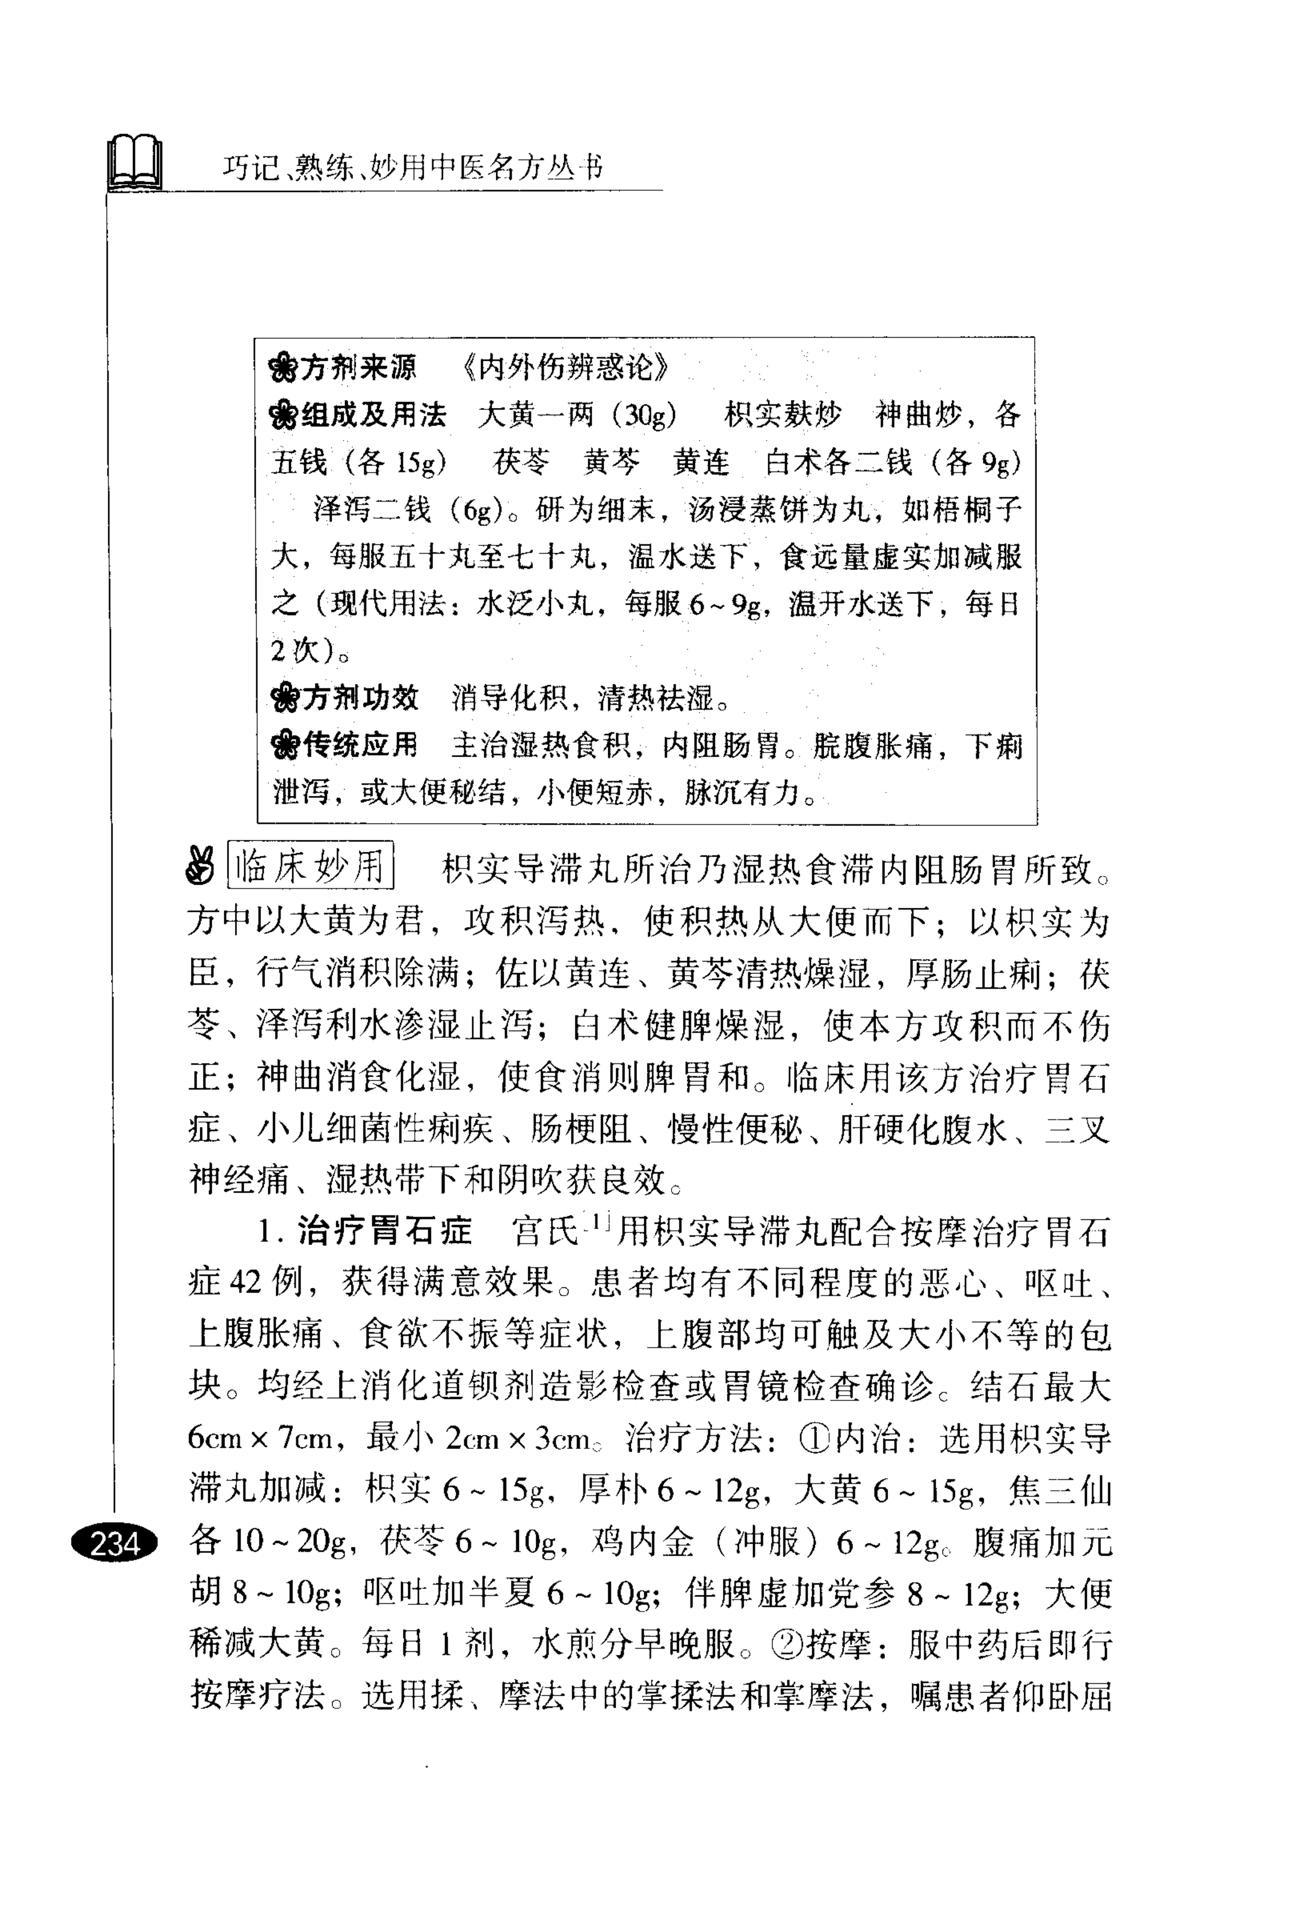 巧记、熟练、妙用中医名方丛书
方剂来源 《内外伤辨惑论》
组成及用法 大黄一两（30g） 枳实麸炒 神曲炒，各
五钱（各 15g） 茯苓 黄芩 黄连 白术各二钱（各 9g）
泽泻二钱（6g）。研为细末，汤浸蒸饼为丸，如梧桐子
大，每服五十丸至七十丸，温水送下，食远量虚实加减服
之（现代用法：水泛小丸，每服 6～9g，温开水送下，每日
2 次）。
方剂功效 消导化积，清热祛湿。
传统应用 主治湿热食积，内阻肠胃。脘腹胀痛，下痢
泄泻，或大便秘结，小便短赤，脉沉有力。
临床妙用 枳实导滞丸所治乃湿热食滞内阻肠胃所致。
方中以大黄为君，攻积泻热，使积热从大便而下；以枳实为
臣，行气消积除满；佐以黄连、黄芩清热燥湿，厚肠止痢；茯
苓、泽泻利水渗湿止泻；白术健脾燥湿，使本方攻积而不伤
正；神曲消食化湿，使食消则脾胃和。临床用该方治疗胃石
症、小儿细菌性痢疾、肠梗阻、慢性便秘、肝硬化腹水、三叉
神经痛、湿热带下和阴吹获良效。
1. 治疗胃石症 宫氏[1]用枳实导滞丸配合按摩治疗胃石
症 42 例，获得满意效果。患者均有不同程度的恶心、呕吐、
上腹胀痛、食欲不振等症状，上腹部均可触及大小不等的包
块。均经上消化道钡剂造影检查或胃镜检查确诊。结石最大
6cm × 7cm，最小 2cm × 3cm。治疗方法：①内治：选用枳实导
滞丸加减：枳实 6～15g，厚朴 6～12g，大黄 6～15g，焦三仙
各 10～20g，茯苓 6～10g，鸡内金（冲服）6～12g。腹痛加元
胡 8～10g；呕吐加半夏 6～10g；伴脾虚加党参 8～12g；大便
稀减大黄。每日 1 剂，水煎分早晚服。②按摩：服中药后即行
按摩疗法。选用揉、摩法中的掌揉法和掌摩法，嘱患者仰卧屈
234